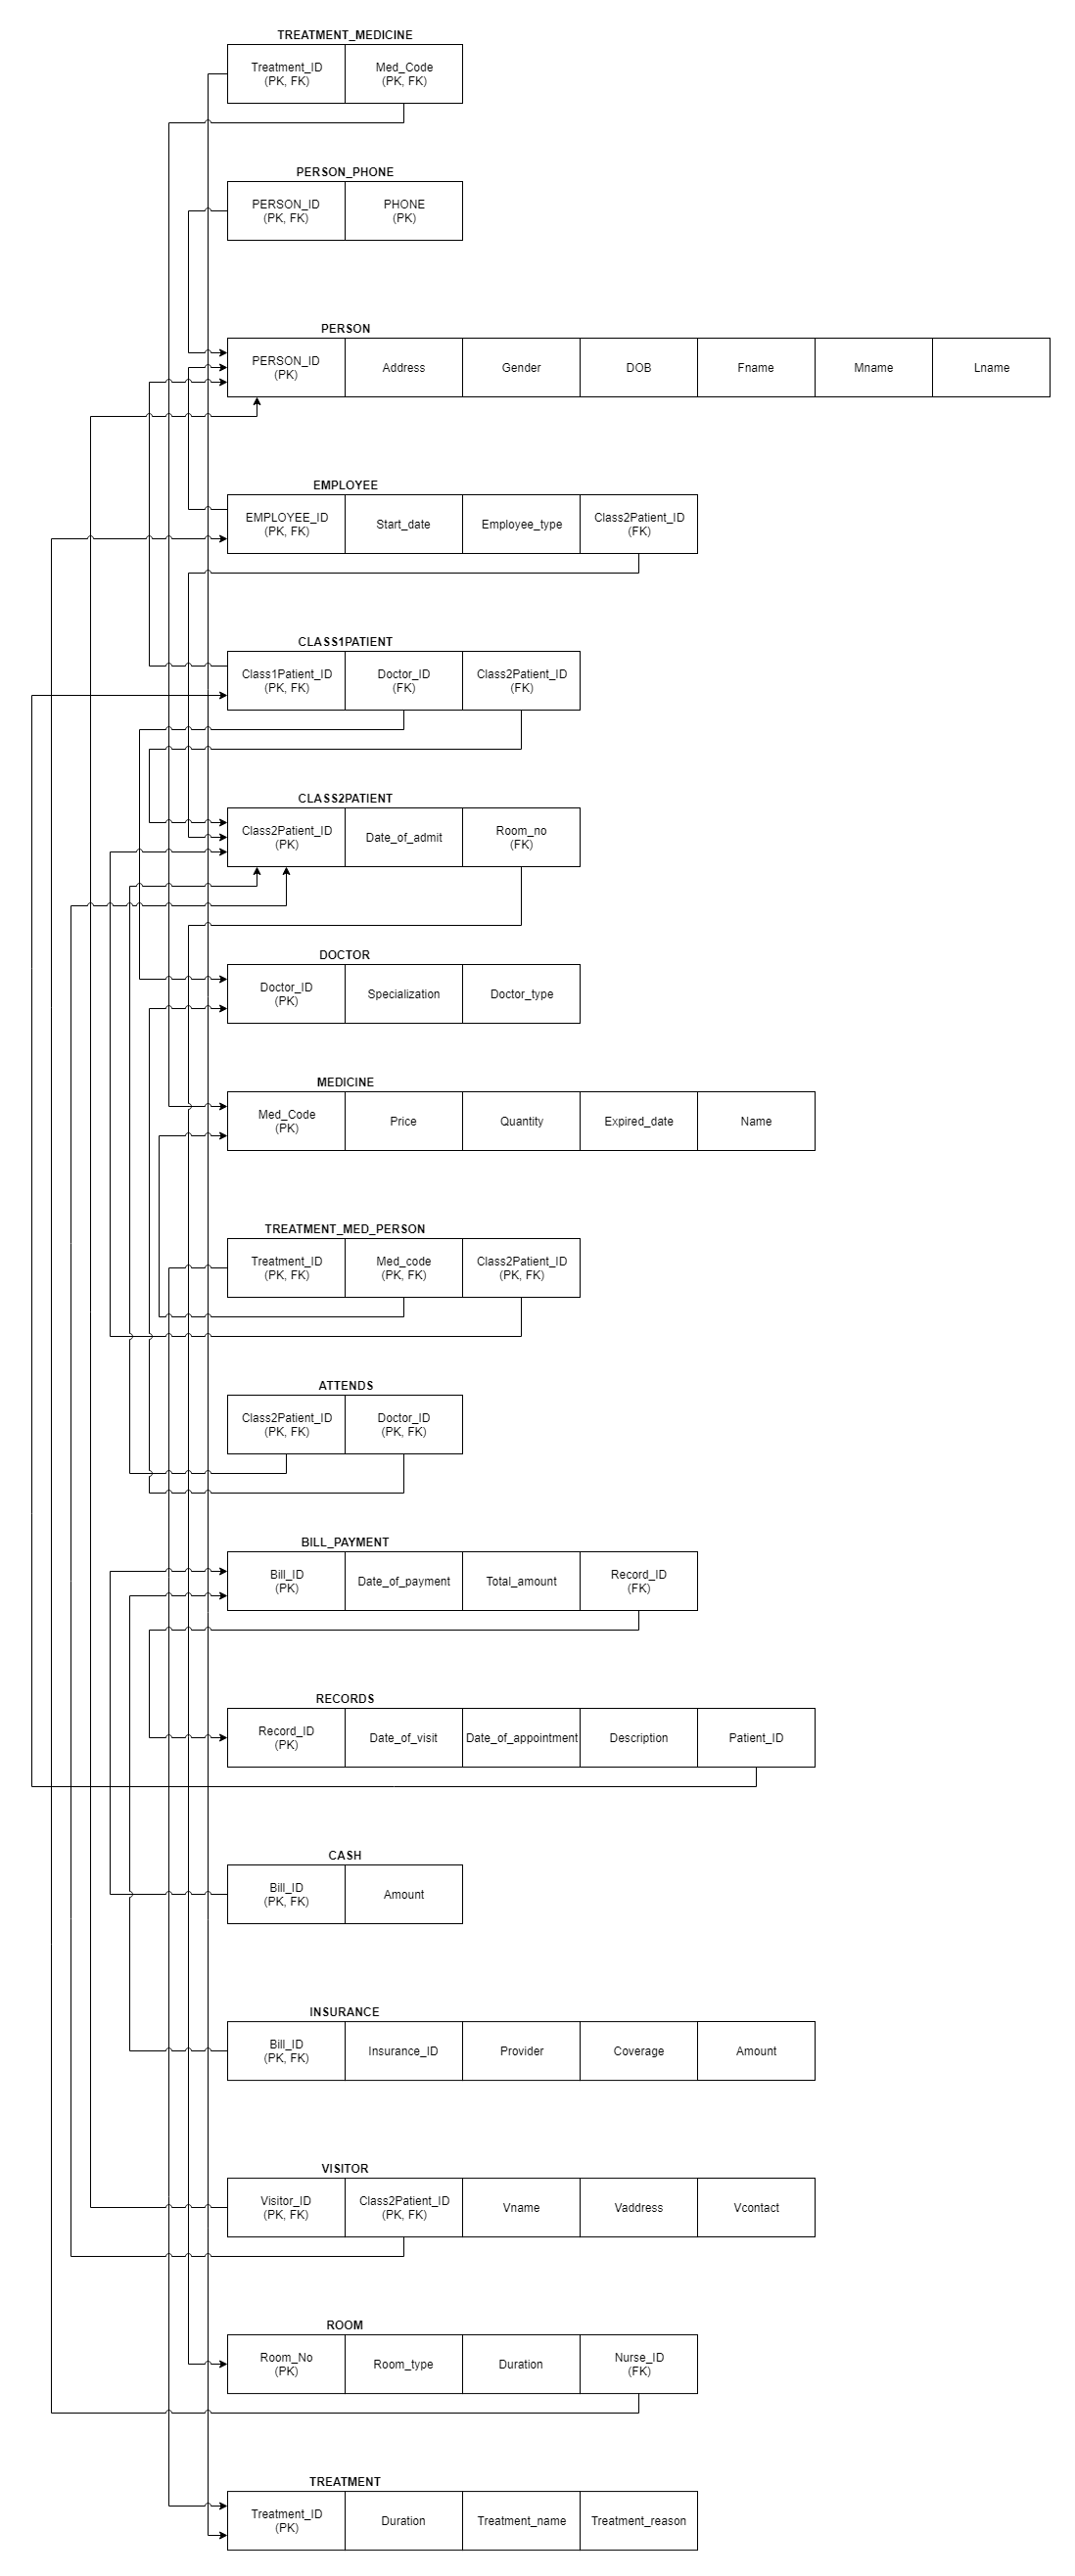 TREATMENT_MEDICINE
Treatment_ID
(PK, FK)
Med_Code
(PK, FK)
PERSON_PHONE
PERSON_ID
(PK, FK)
PHONE
(PK)
PERSON
PERSON_ID
(PK)
Address
Gender
DOB
Fname
Mname
Lname
EMPLOYEE
EMPLOYEE_ID
(PK, FK)
Start_date
Employee_type
Class2Patient_ID
(FK)
CLASS1PATIENT
Class1Patient_ID
(PK, FK)
Doctor_ID
(FK)
Class2Patient_ID
(FK)
CLASS2PATIENT
Class2Patient_ID
(PK)
Date_of_admit
Room_no
(FK)
DOCTOR
Doctor_ID
(PK)
Specialization
Doctor_type
MEDICINE
Med_Code
(PK)
Price
Quantity
Expired_date
Name
TREATMENT_MED_PERSON
Treatment_ID
(PK, FK)
Med_code
(PK, FK)
Class2Patient_ID
(PK, FK)
ATTENDS
Class2Patient_ID
(PK, FK)
Doctor_ID
(PK, FK)
BILL_PAYMENT
Bill_ID
(PK)
Date_of_payment
Total_amount
Record_ID
(FK)
RECORDS
Record_ID
(PK)
Date_of_visit
Date_of_appointment
Description
Patient_ID
CASH
Bill_ID
(PK, FK)
Amount
INSURANCE
Bill_ID
(PK, FK)
Insurance_ID
Provider
Coverage
Amount
VISITOR
Visitor_ID
(PK, FK)
Class2Patient_ID
(PK, FK)
Vname
Vaddress
Vcontact
ROOM
Room_No
(PK)
Room_type
Duration
Nurse_ID
(FK)
TREATMENT
Treatment_ID
(PK)
Duration
Treatment_name
Treatment_reason